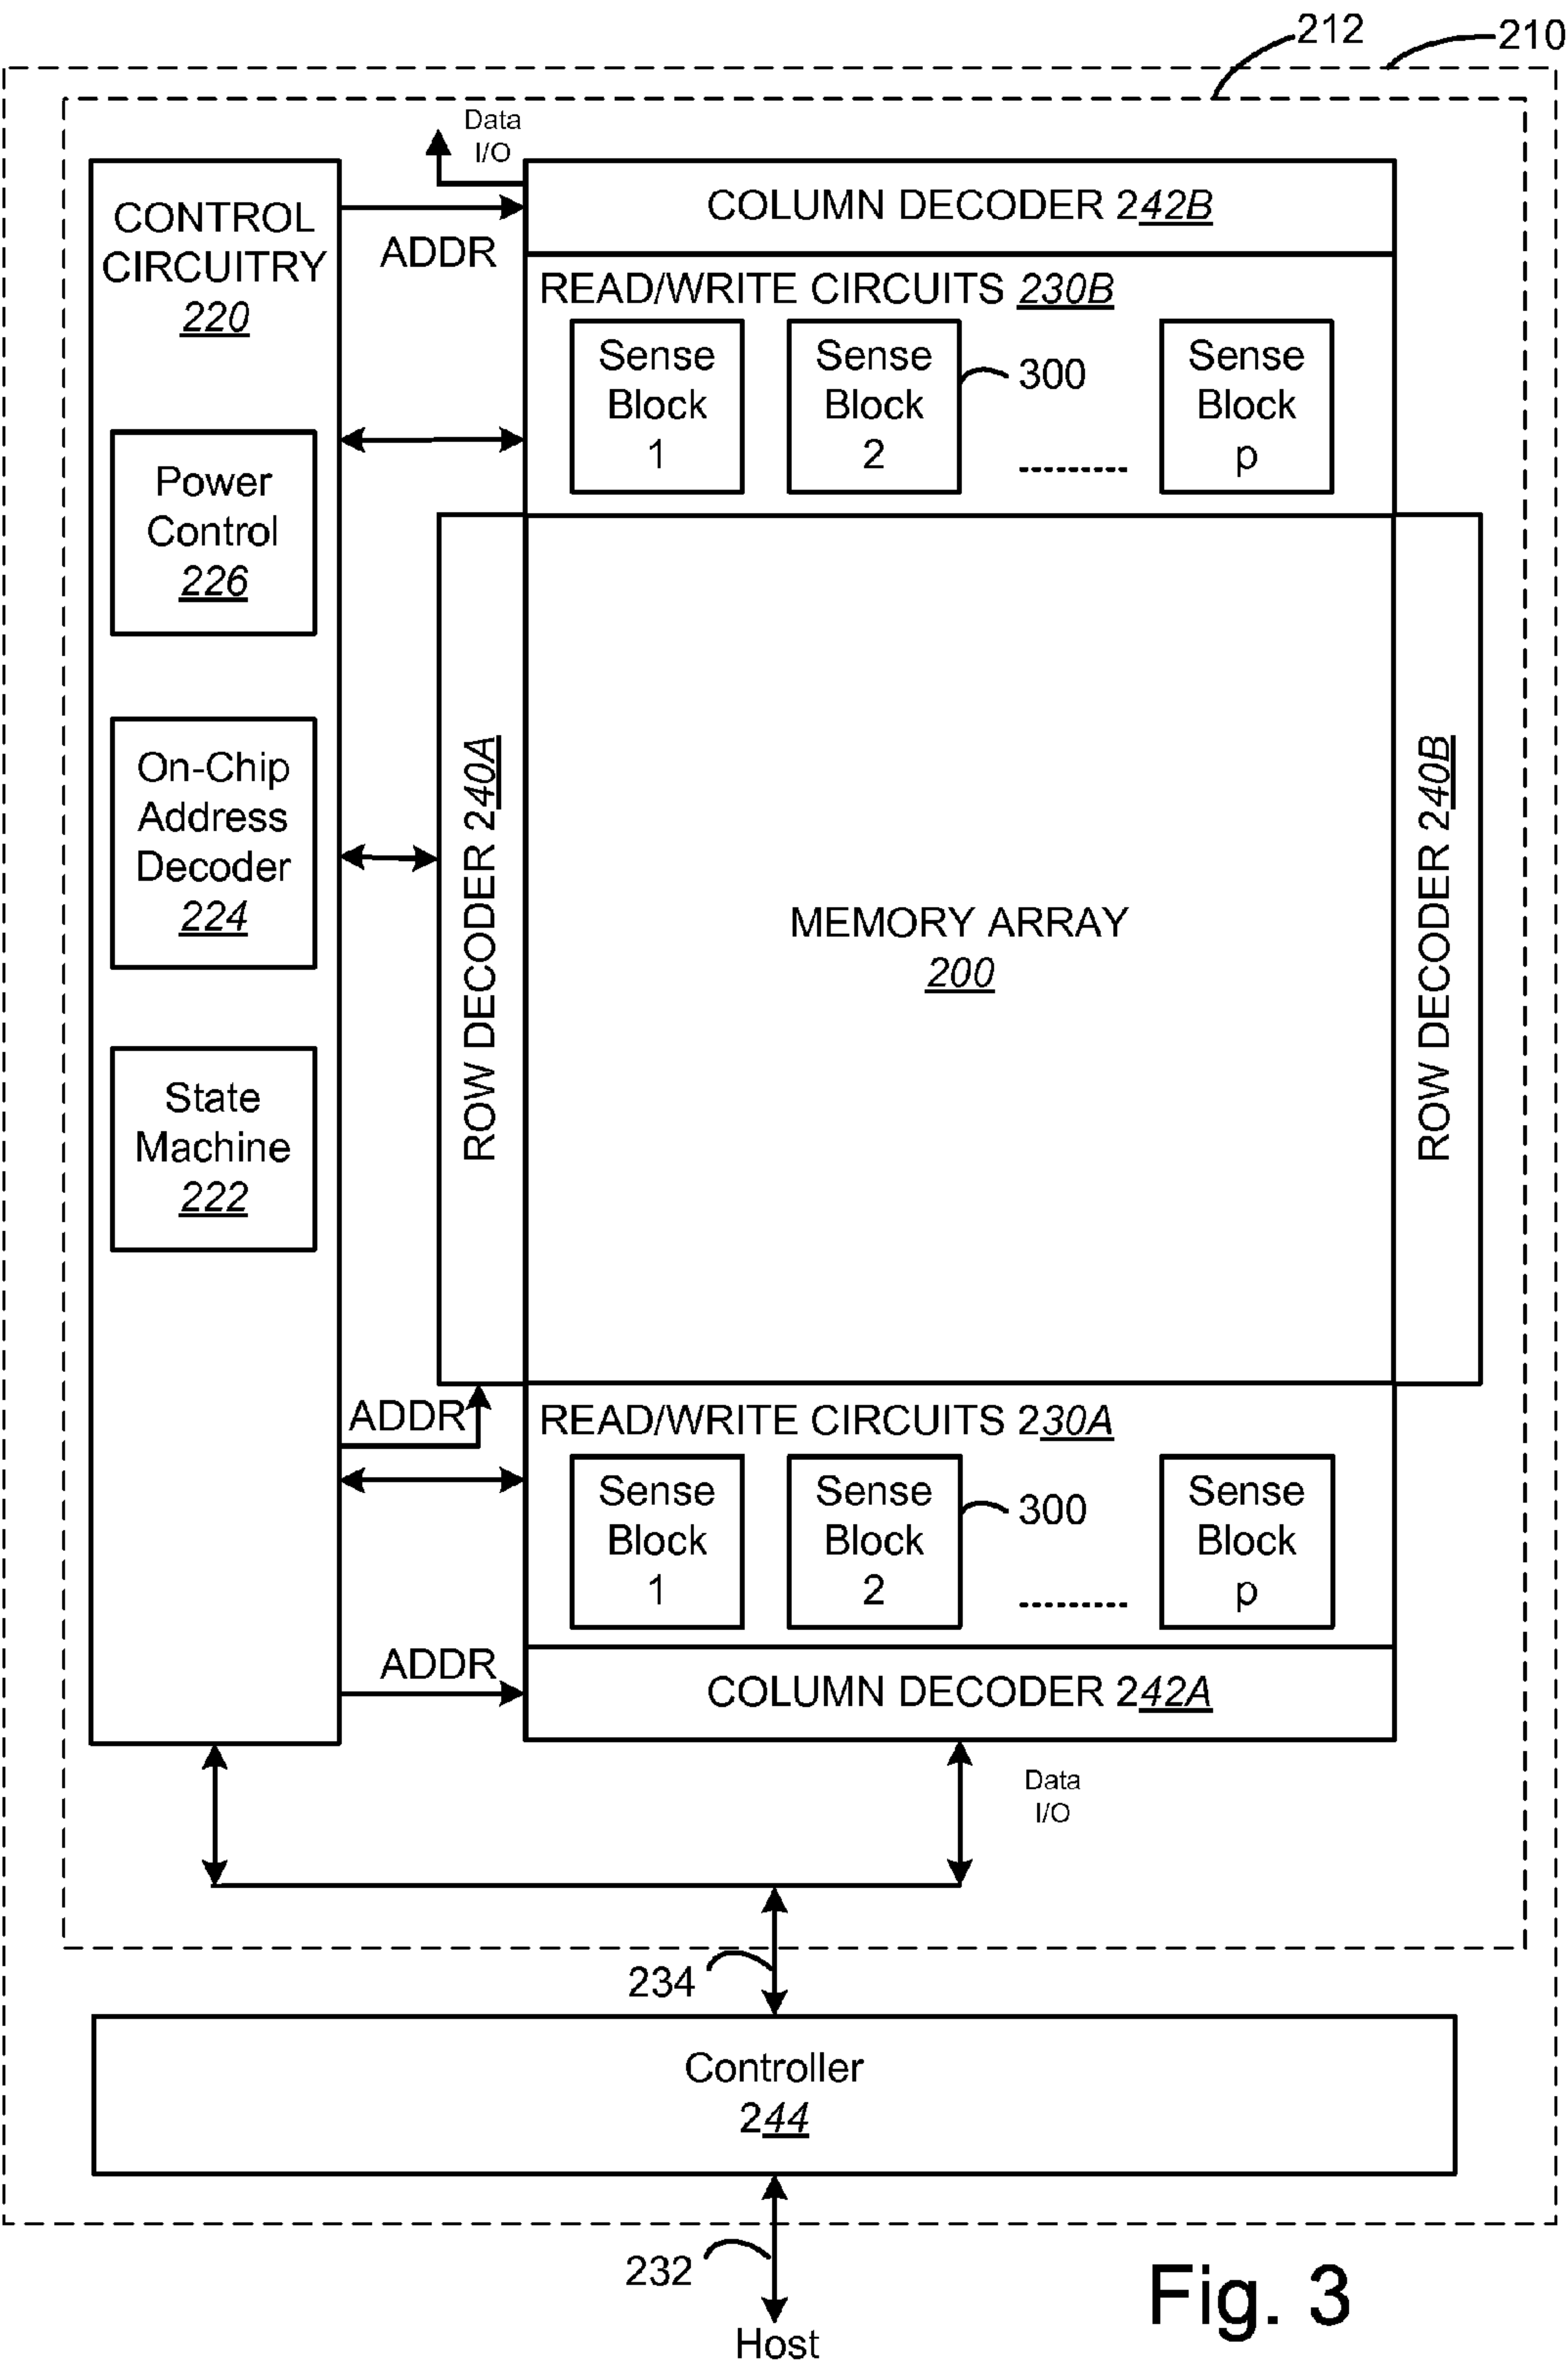 212
210
Data
I/O
CONTROL
CIRCUITRY
220
ADDR
COLUMN DECODER 242B
READ/WRITE CIRCUITS 230B
Sense
Block
1
Sense
Block
2
300
.........
Sense
Block
p
Power
Control
226
On-Chip
Address
Decoder
224
State
Machine
222
ROW DECODER 240A
MEMORY ARRAY
200
ROW DECODER 240B
ADDR
READ/WRITE CIRCUITS 230A
Sense
Block
1
Sense
Block
2
300
.........
Sense
Block
p
ADDR
COLUMN DECODER 242A
Data
I/O
234
Controller
244
232
Host
Fig. 3